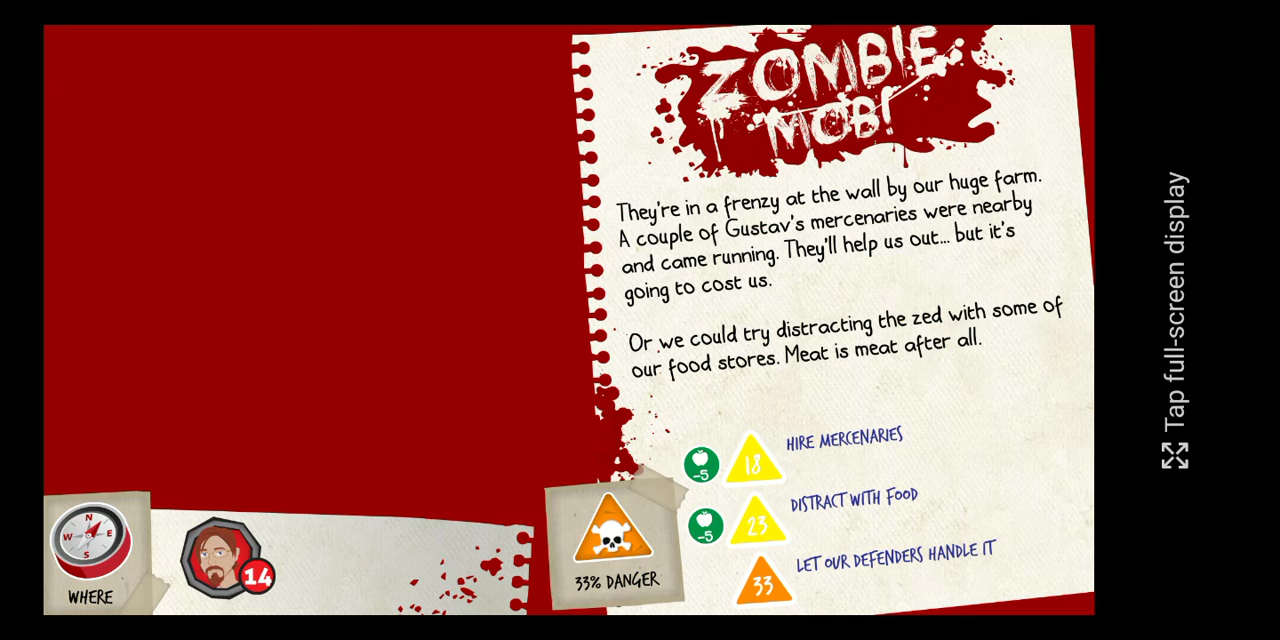 ZOMBIE
MOB!
They're in a frenzy at the wall by our huge farm.
A couple of Gustav's mercenaries were nearby
and came running. They'll help us out... but it's
going to cost us.
Or we could try distracting the zed with some of
our food stores. Meat is meat after all.
-5 18 HIRE MERCENARIES
-5 23 DISTRACT WITH FOOD
33 LET OUR DEFENDERS HANDLE IT
33% DANGER
N
W E
S
WHERE
14
Tap full-screen display